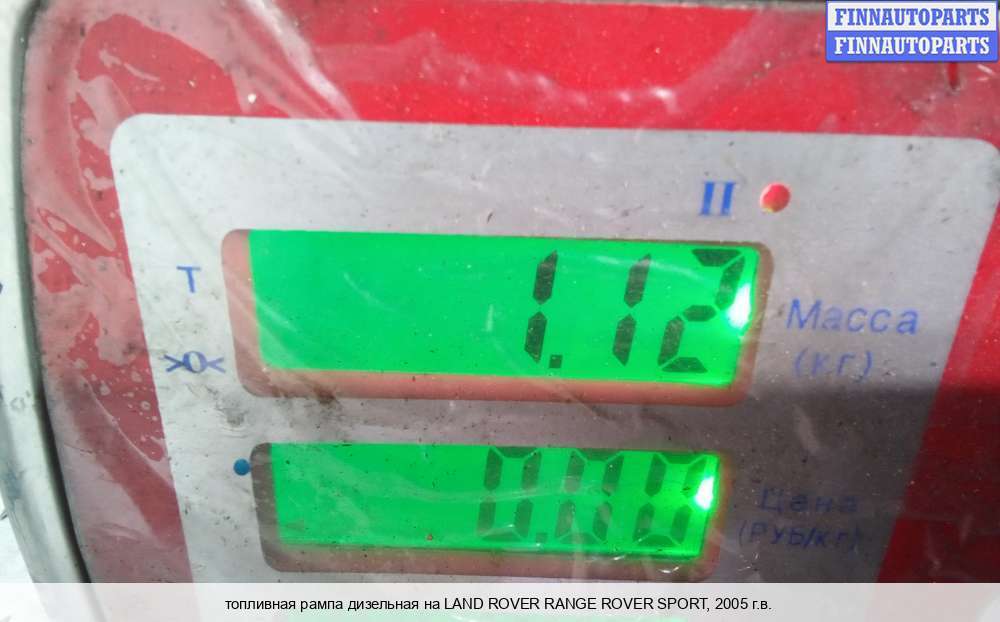 FINNAUTOPARTS
FINNAUTOPARTS
II
T
1.12
Масса
>0<
(кг)
Цена
(РУБ/кг)
топливная рампа дизельная на LAND ROVER RANGE ROVER SPORT, 2005 г.в.